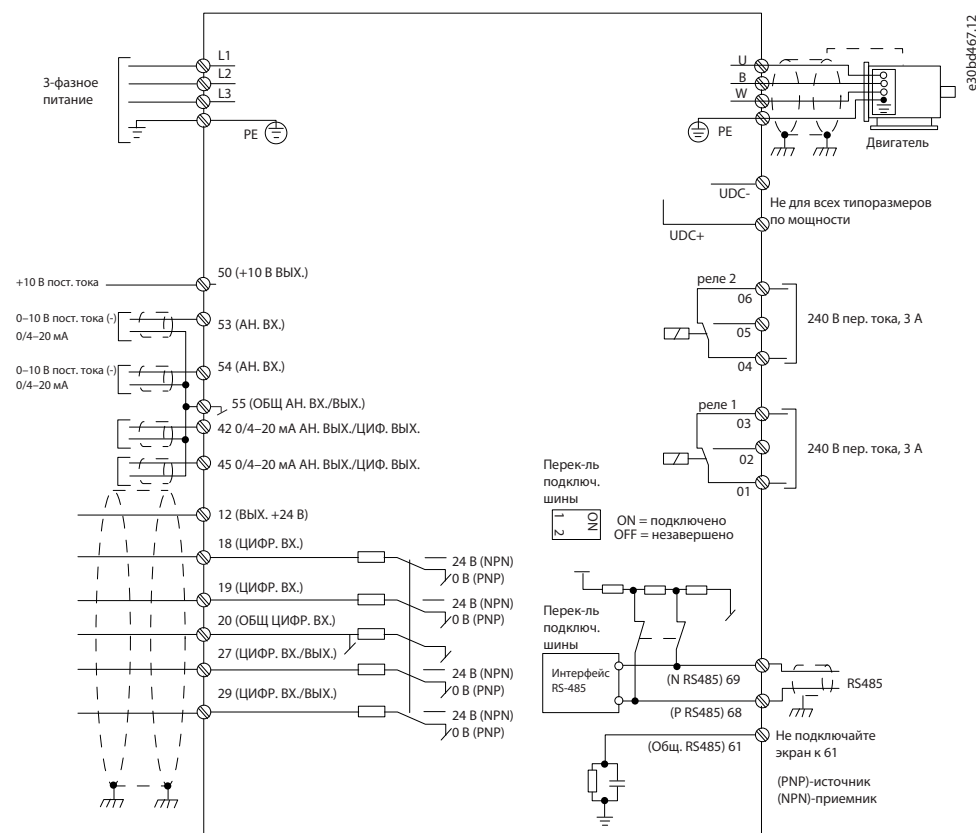 e30bd467.12
3-фазное
питание
L1
L2
L3
PE
U
B
W
PE
Двигатель
UDC-
UDC+
Не для всех типоразмеров
по мощности
+10 В пост. тока
50 (+10 В ВЫХ.)
0–10 В пост. тока (-)
0/4–20 мА
53 (АН. ВХ.)
0–10 В пост. тока (-)
0/4–20 мА
54 (АН. ВХ.)
55 (ОБЩ АН. ВХ./ВЫХ.)
42 0/4–20 мА АН. ВЫХ./ЦИФ. ВЫХ.
45 0/4–20 мА АН. ВЫХ./ЦИФ. ВЫХ.
12 (ВЫХ. +24 В)
18 (ЦИФР. ВХ.)
24 В (NPN)
0 В (PNP)
19 (ЦИФР. ВХ.)
24 В (NPN)
0 В (PNP)
20 (ОБЩ ЦИФР. ВХ.)
27 (ЦИФР. ВХ./ВЫХ.)
24 В (NPN)
0 В (PNP)
29 (ЦИФР. ВХ./ВЫХ.)
24 В (NPN)
0 В (PNP)
реле 2
06
05
04
240 В пер. тока, 3 А
реле 1
03
02
01
240 В пер. тока, 3 А
Перек-ль
подключ.
шины
ON
1 2
ON = подключено
OFF = незавершено
Перек-ль
подключ.
шины
Интерфейс
RS-485
(N RS485) 69
(P RS485) 68
RS485
(Общ. RS485) 61
Не подключайте
экран к 61
(PNP)-источник
(NPN)-приемник